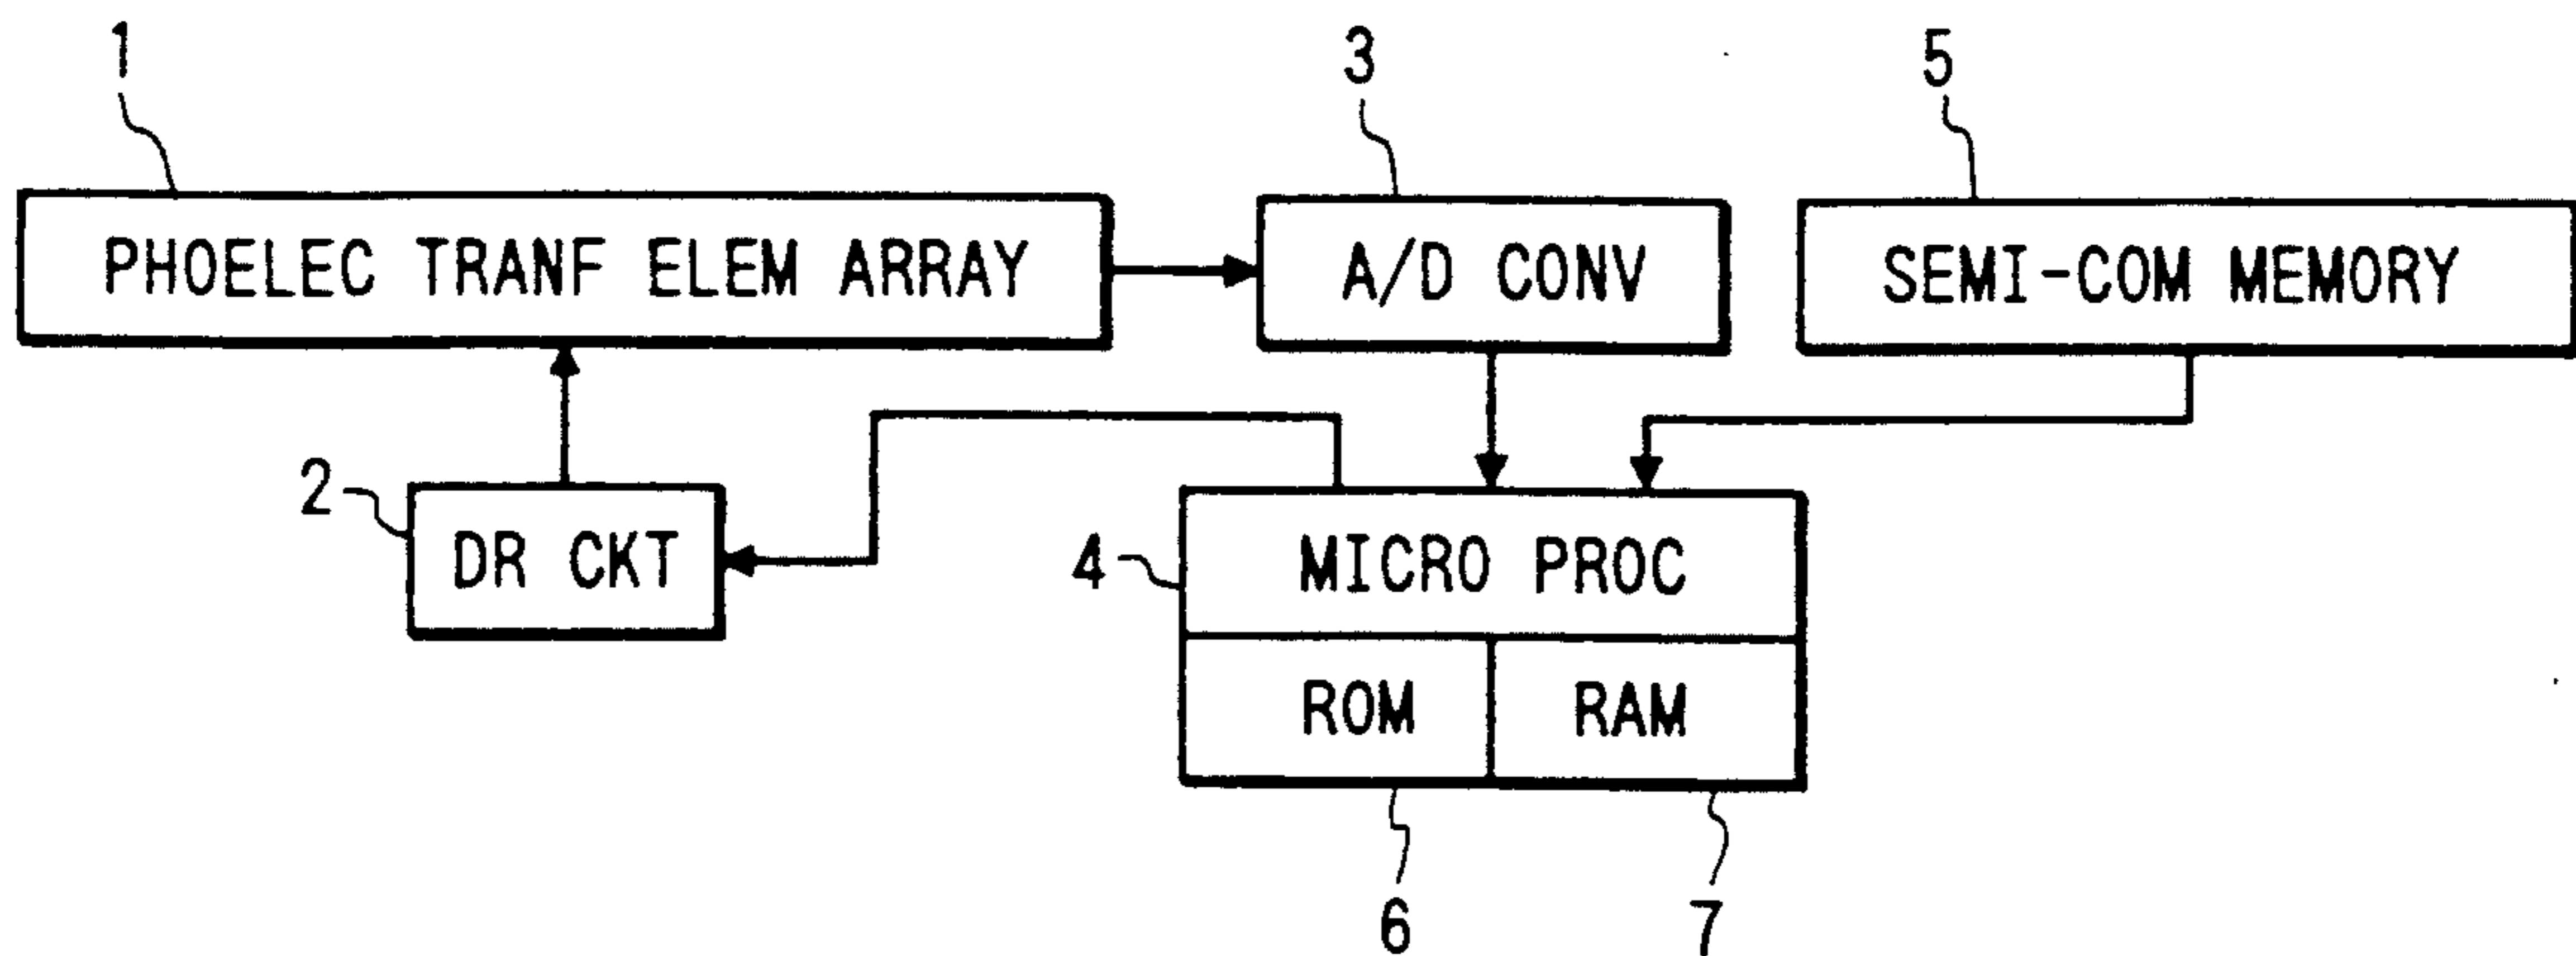 1
3
5
PHOELEC TRANF ELEM ARRAY
A/D CONV
SEMI-COM MEMORY
2
DR CKT
4
MICRO PROC
ROM
RAM
6
7